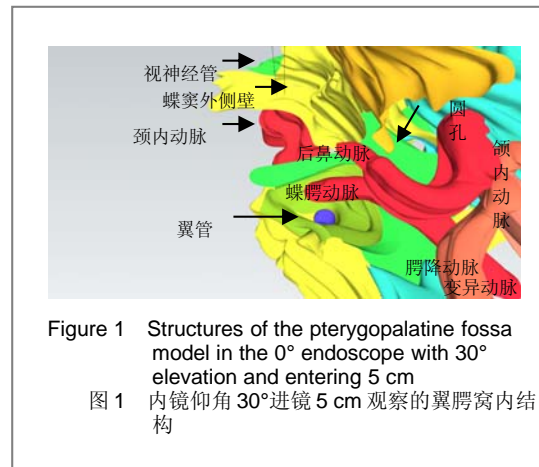 视神经管
蝶窦外侧壁
颈内动脉
圆孔
后鼻动脉
颌内动脉
蝶腭动脉
翼管
腭降动脉
变异动脉
Figure 1 Structures of the pterygopalatine fossa
model in the 0° endoscope with 30°
elevation and entering 5 cm
图 1 内镜仰角 30°进镜 5 cm 观察的翼腭窝内结
构